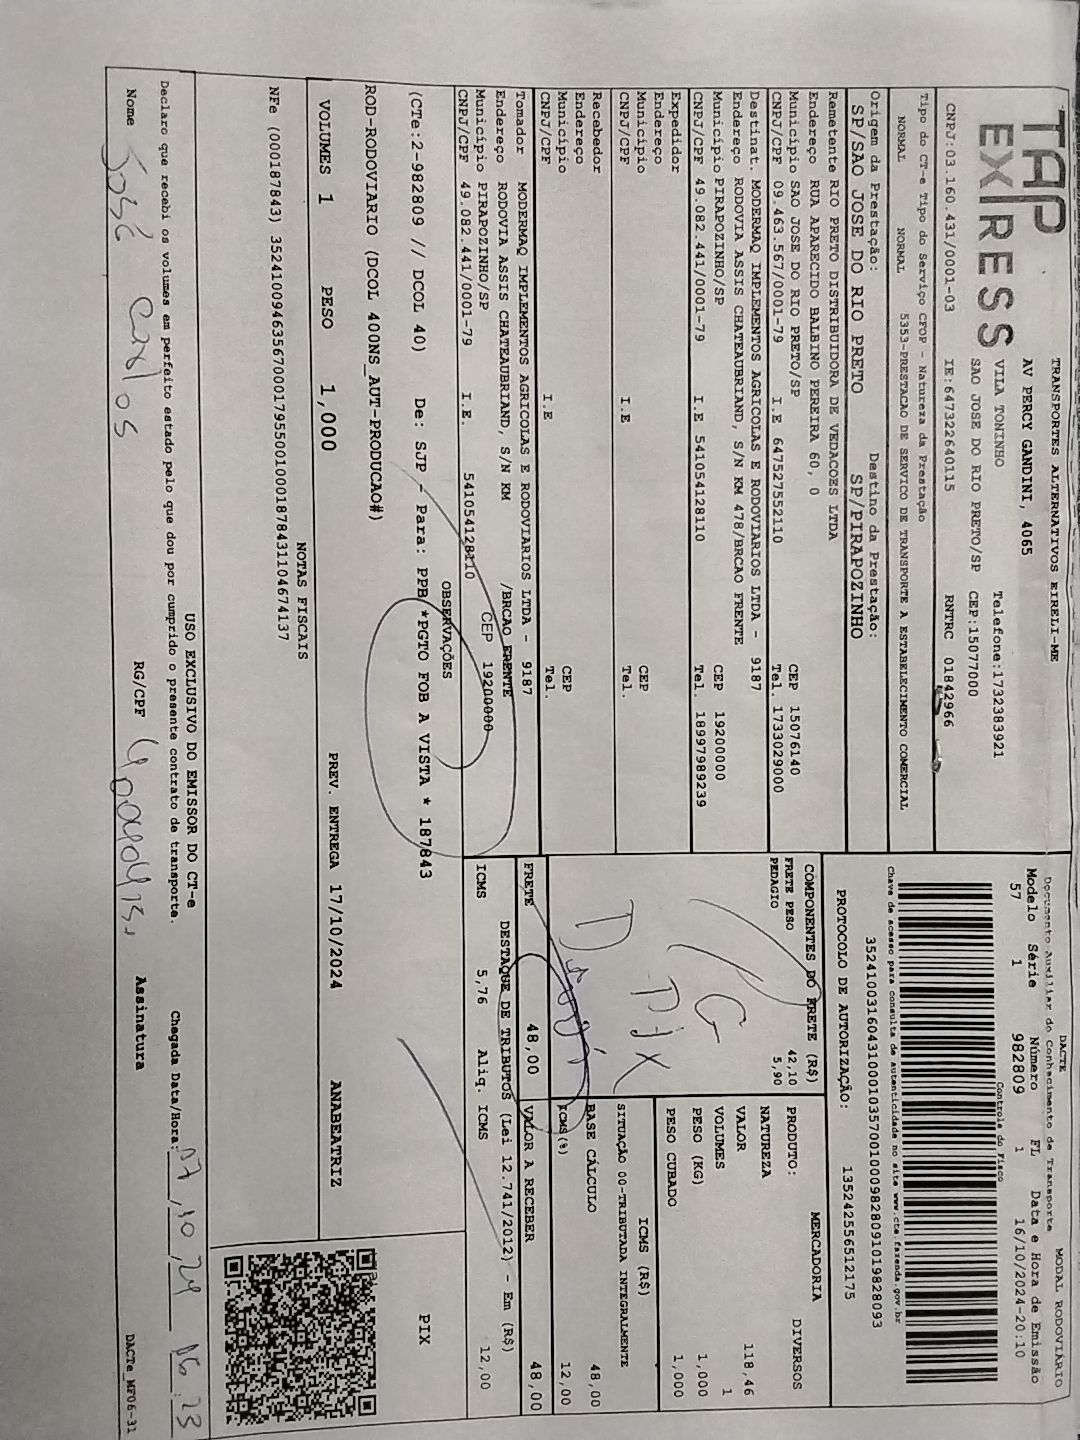 TAP
EXPRESS
TRANSPORTES ALTERNATIVOS EIRELI-ME
AV PERCY GANDINI, 4065
VILA TONINHO Telefone:1732383921
SAO JOSE DO RIO PRETO/SP CEP:15077000
CNPJ:03.160.431/0001-03 IE:647322640115 RNTRC 01842966
Tipo do CT-e Tipo do Serviço CFOP - Natureza da Prestação
NORMAL NORMAL 5353-PRESTACAO DE SERVICO DE TRANSPORTE A ESTABELECIMENTO COMERCIAL
Origem da Prestação: Destino da Prestação:
SP/SAO JOSE DO RIO PRETO SP/PIRAPOZINHO
Remetente RIO PRETO DISTRIBUIDORA DE VEDACOES LTDA
Endereço RUA APARECIDO BALBINO PEREIRA 60, 0
Município SAO JOSE DO RIO PRETO/SP CEP 15076140
CNPJ/CPF 09.463.567/0001-79 I.E 647527552110 Tel. 1733029000
Destinat. MODERMAQ IMPLEMENTOS AGRICOLAS E RODOVIARIOS LTDA - 9187
Endereço RODOVIA ASSIS CHATEAUBRIAND, S/N KM 478/BRCAO FRENTE
Município PIRAPOZINHO/SP CEP 19200000
CNPJ/CPF 49.082.441/0001-79 I.E 541054128110 Tel. 18997989239
Expedidor
Endereço
Município CEP
CNPJ/CPF I.E Tel.
Recebedor
Endereço
Município CEP
CNPJ/CPF I.E Tel.
Tomador MODERMAQ IMPLEMENTOS AGRICOLAS E RODOVIARIOS LTDA - 9187
Endereço RODOVIA ASSIS CHATEAUBRIAND, S/N KM /BRCAO FRENTE
Município PIRAPOZINHO/SP CEP 19200000
CNPJ/CPF 49.082.441/0001-79 I.E. 541054128110
DACTE MODAL RODOVIÁRIO
Documento Auxiliar do Conhecimento de Transporte
Modelo Série Número FL Data e Hora de Emissão
57 1 982809 1 16/10/2024-20:10
Controle do Fisco
Chave de acesso para consulta de autenticidade no site www.cte.fazenda.gov.br
35241003160431000103570010009828091019828093
PROTOCOLO DE AUTORIZAÇÃO: 135242556512175
COMPONENTES DO FRETE (R$)
FRETE PESO 42,10
PEDAGIO 5,90
FRETE 48,00
MERCADORIA
PRODUTO: DIVERSOS
NATUREZA
VALOR 118,46
VOLUMES 1
PESO (KG) 1,000
PESO CUBADO 1,000
ICMS (R$)
SITUAÇÃO 00-TRIBUTADA INTEGRALMENTE
BASE CÁLCULO 48,00
ICMS(%) 12,00
VALOR A RECEBER 48,00
DESTAQUE DE TRIBUTOS (Lei 12.741/2012) - Em (R$)
ICMS 5,76 Aliq. ICMS 12,00
PIX
OBSERVAÇÕES
(CTe:2-982809 // DCOL 40) De: SJP - Para: PPB *PGTO FOB A VISTA * 187843
ROD-RODOVIARIO (DCOL 400NS_AUT-PRODUCAO#)
PIX
VOLUMES 1 PESO 1,000 PREV. ENTREGA 17/10/2024 ANABEATRIZ
NOTAS FISCAIS
NFe (000187843) 35241009463567000179550010001878431104674137
USO EXCLUSIVO DO EMISSOR DO CT-e
Declaro que recebi os volumes em perfeito estado pelo que dou por cumprido o presente contrato de transporte.
Chegada Data/Hora: 17, 10, 24
Nome José Carlos RG/CPF Assinatura
DACTe_MF06-31